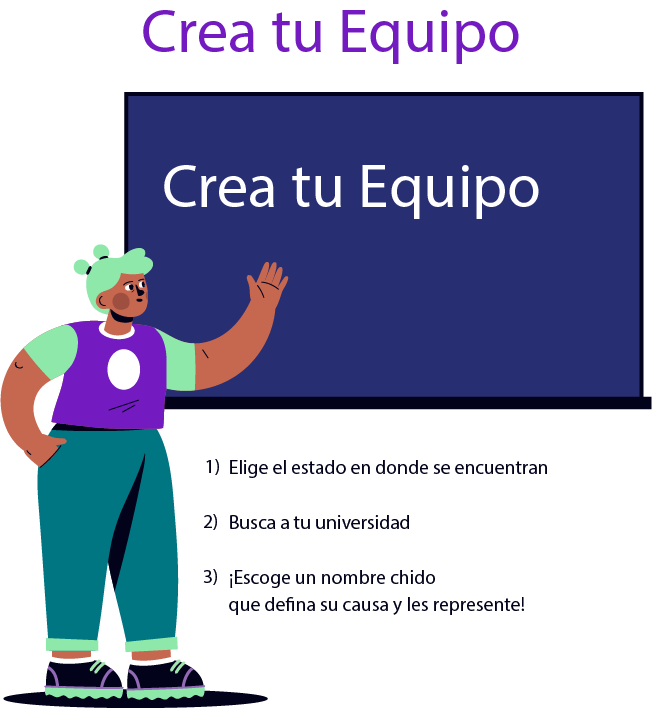 Crea tu Equipo
Crea tu Equipo
1) Elige el estado en donde se encuentran
2) Busca a tu universidad
3) ¡Escoge un nombre chido
que defina su causa y les represente!